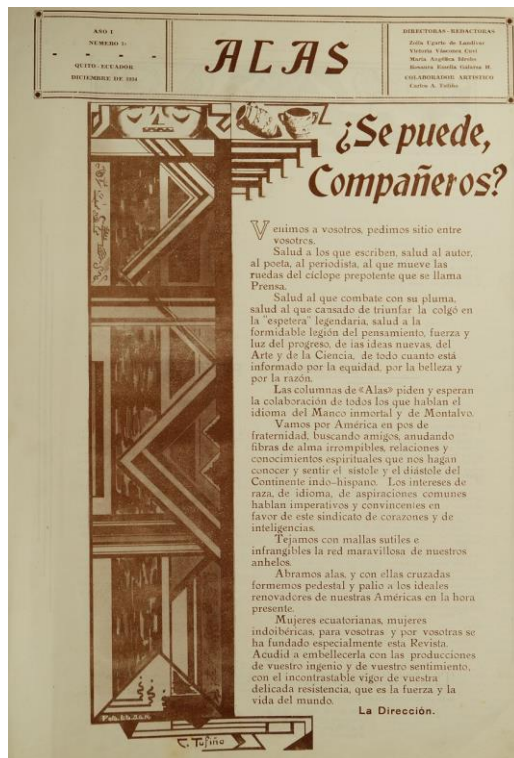 AÑO I
NUMERO 1º
QUITO - ECUADOR
DICIEMBRE DE 1934
ALAS
DIRECTORAS - REDACTORAS
Zoila Ugarte de Landívar
Victoria Vásconez Cuvi
María Angélica Idrobo
Rosaura Emelia Galarza H.
COLABORADOR ARTISTICO
Carlos A. Tufiño
¿Se puede,
Compañeros?
Venimos a vosotros, pedimos sitio entre
vosotros.
Salud a los que escriben, salud al autor,
al poeta, al periodista, al que mueve las
ruedas del cíclope prepotente que se llama
Prensa.
Salud al que combate con su pluma,
salud al que cansado de triunfar la colgó en
la "espetera" legendaria, salud a la
formidable legión del pensamiento, fuerza y
luz del progreso, de las ideas nuevas, del
Arte y de la Ciencia, de todo cuanto está
informado por la equidad, por la belleza y
por la razón.
Las columnas de «Alas» piden y esperan
la colaboración de todos los que hablan el
idioma del Manco inmortal y de Montalvo.
Vamos por América en pos de
fraternidad, buscando amigos, anudando
fibras de alma irrompibles, relaciones y
conocimientos espirituales que nos hagan
conocer y sentir el sístole y el diástole del
Continente indo-hispano. Los intereses de
raza, de idioma, de aspiraciones comunes
hablan imperativos y convincentes en
favor de este sindicato de corazones y de
inteligencias.
Tejamos con mallas sutiles e
infrangibles la red maravillosa de nuestros
anhelos.
Abramos alas, y con ellas cruzadas
formemos pedestal y palio a los ideales
renovadores de nuestras Américas en la hora
presente.
Mujeres ecuatorianas, mujeres
indoibéricas, para vosotras y por vosotras se
ha fundado especialmente esta Revista.
Acudid a embellecerla con las producciones
de vuestro ingenio y de vuestro sentimiento,
con el incontrastable vigor de vuestra
delicada resistencia, que es la fuerza y la
vida del mundo.
La Dirección.
C. Tufiño